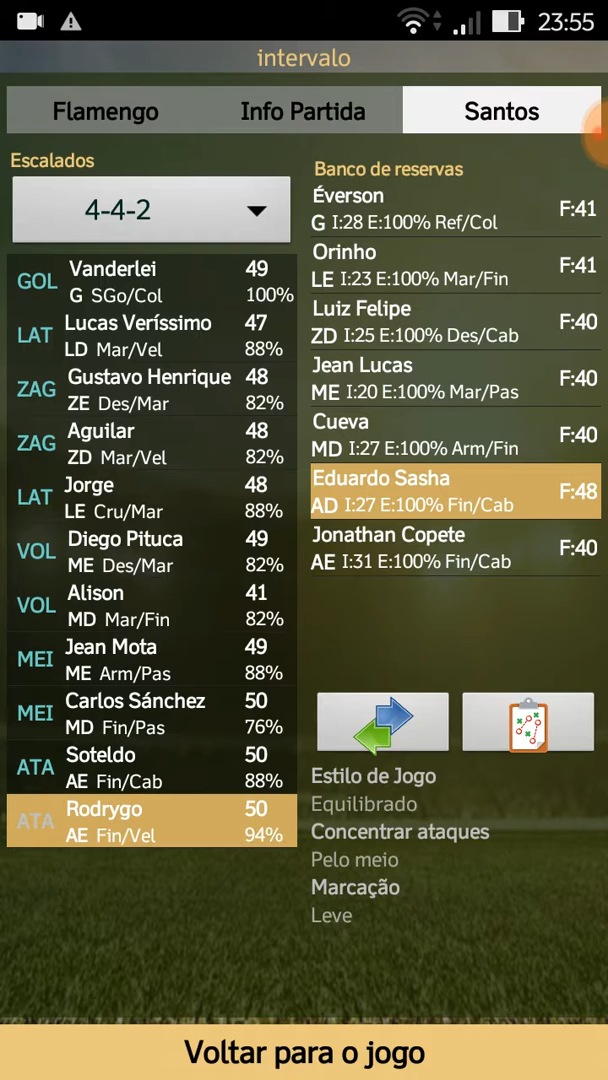 23:55
intervalo
Flamengo
Info Partida
Santos
Escalados
4-4-2
GOL Vanderlei 49
G SGo/Col 100%
LAT Lucas Veríssimo 47
LD Mar/Vel 88%
ZAG Gustavo Henrique 48
ZE Des/Mar 82%
ZAG Aguilar 48
ZD Mar/Vel 82%
LAT Jorge 48
LE Cru/Mar 88%
VOL Diego Pituca 49
ME Des/Mar 82%
VOL Alison 41
MD Mar/Fin 82%
MEI Jean Mota 49
ME Arm/Pas 88%
MEI Carlos Sánchez 50
MD Fin/Pas 76%
ATA Soteldo 50
AE Fin/Cab 88%
ATA Rodrygo 50
AE Fin/Vel 94%
Banco de reservas
Éverson F:41
G I:28 E:100% Ref/Col
Orinho F:41
LE I:23 E:100% Mar/Fin
Luiz Felipe F:40
ZD I:25 E:100% Des/Cab
Jean Lucas F:40
ME I:20 E:100% Mar/Pas
Cueva F:40
MD I:27 E:100% Arm/Fin
Eduardo Sasha F:48
AD I:27 E:100% Fin/Cab
Jonathan Copete F:40
AE I:31 E:100% Fin/Cab
Estilo de Jogo
Equilibrado
Concentrar ataques
Pelo meio
Marcação
Leve
Voltar para o jogo